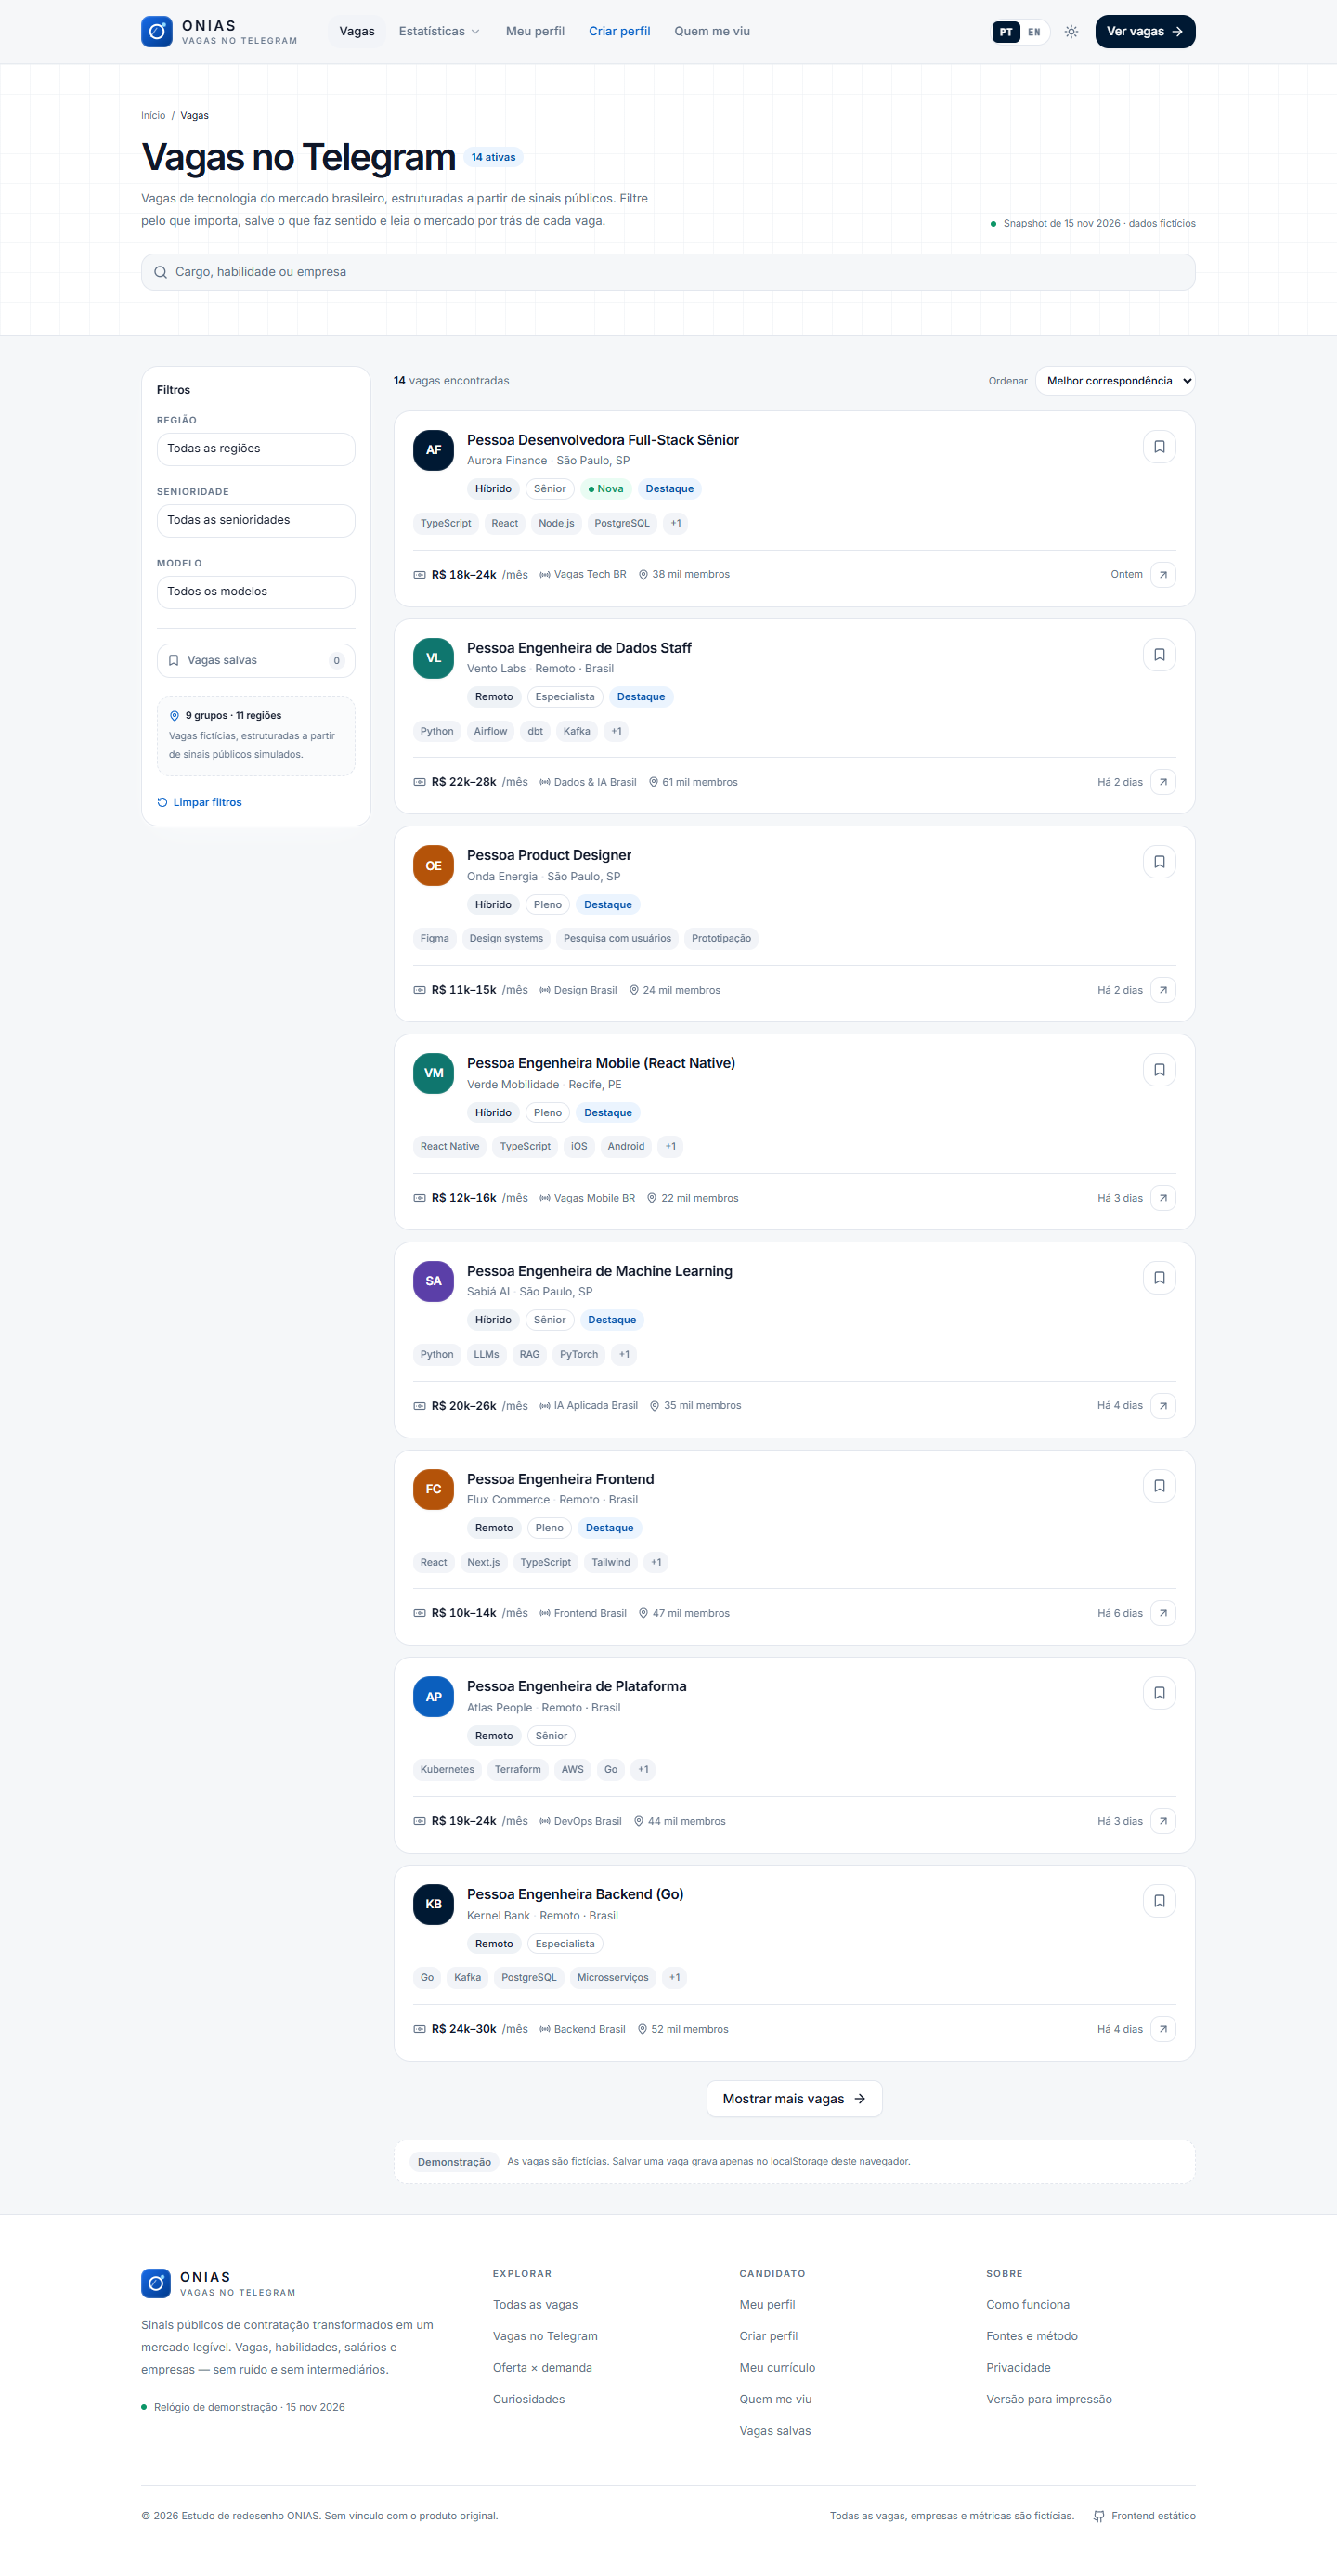 ONIAS
VAGAS NO TELEGRAM
Vagas
Estatísticas
Meu perfil
Criar perfil
Quem me viu
PT
EN
Ver vagas
Início / Vagas
Vagas no Telegram
14 ativas
Vagas de tecnologia do mercado brasileiro, estruturadas a partir de sinais públicos. Filtre
pelo que importa, salve o que faz sentido e leia o mercado por trás de cada vaga.
Snapshot de 15 nov 2026 · dados fictícios
Cargo, habilidade ou empresa
Filtros
REGIÃO
Todas as regiões
SENIORIDADE
Todas as senioridades
MODELO
Todos os modelos
Vagas salvas
0
9 grupos · 11 regiões
Vagas fictícias, estruturadas a partir
de sinais públicos simulados.
Limpar filtros
14 vagas encontradas
Ordenar
Melhor correspondência
AF
Pessoa Desenvolvedora Full-Stack Sênior
Aurora Finance · São Paulo, SP
Híbrido Sênior Nova Destaque
TypeScript React Node.js PostgreSQL +1
R$ 18k–24k /mês Vagas Tech BR 38 mil membros
Ontem
VL
Pessoa Engenheira de Dados Staff
Vento Labs · Remoto · Brasil
Remoto Especialista Destaque
Python Airflow dbt Kafka +1
R$ 22k–28k /mês Dados & IA Brasil 61 mil membros
Há 2 dias
OE
Pessoa Product Designer
Onda Energia · São Paulo, SP
Híbrido Pleno Destaque
Figma Design systems Pesquisa com usuários Prototipação
R$ 11k–15k /mês Design Brasil 24 mil membros
Há 2 dias
VM
Pessoa Engenheira Mobile (React Native)
Verde Mobilidade · Recife, PE
Híbrido Pleno Destaque
React Native TypeScript iOS Android +1
R$ 12k–16k /mês Vagas Mobile BR 22 mil membros
Há 3 dias
SA
Pessoa Engenheira de Machine Learning
Sabiá AI · São Paulo, SP
Híbrido Sênior Destaque
Python LLMs RAG PyTorch +1
R$ 20k–26k /mês IA Aplicada Brasil 35 mil membros
Há 4 dias
FC
Pessoa Engenheira Frontend
Flux Commerce · Remoto · Brasil
Remoto Pleno Destaque
React Next.js TypeScript Tailwind +1
R$ 10k–14k /mês Frontend Brasil 47 mil membros
Há 6 dias
AP
Pessoa Engenheira de Plataforma
Atlas People · Remoto · Brasil
Remoto Sênior
Kubernetes Terraform AWS Go +1
R$ 19k–24k /mês DevOps Brasil 44 mil membros
Há 3 dias
KB
Pessoa Engenheira Backend (Go)
Kernel Bank · Remoto · Brasil
Remoto Especialista
Go Kafka PostgreSQL Microsserviços +1
R$ 24k–30k /mês Backend Brasil 52 mil membros
Há 4 dias
Mostrar mais vagas
Demonstração As vagas são fictícias. Salvar uma vaga grava apenas no localStorage deste navegador.
ONIAS
VAGAS NO TELEGRAM
Sinais públicos de contratação transformados em um
mercado legível. Vagas, habilidades, salários e
empresas — sem ruído e sem intermediários.
Relógio de demonstração · 15 nov 2026
EXPLORAR
Todas as vagas
Vagas no Telegram
Oferta × demanda
Curiosidades
CANDIDATO
Meu perfil
Criar perfil
Meu currículo
Quem me viu
Vagas salvas
SOBRE
Como funciona
Fontes e método
Privacidade
Versão para impressão
© 2026 Estudo de redesenho ONIAS. Sem vínculo com o produto original.
Todas as vagas, empresas e métricas são fictícias.
Frontend estático